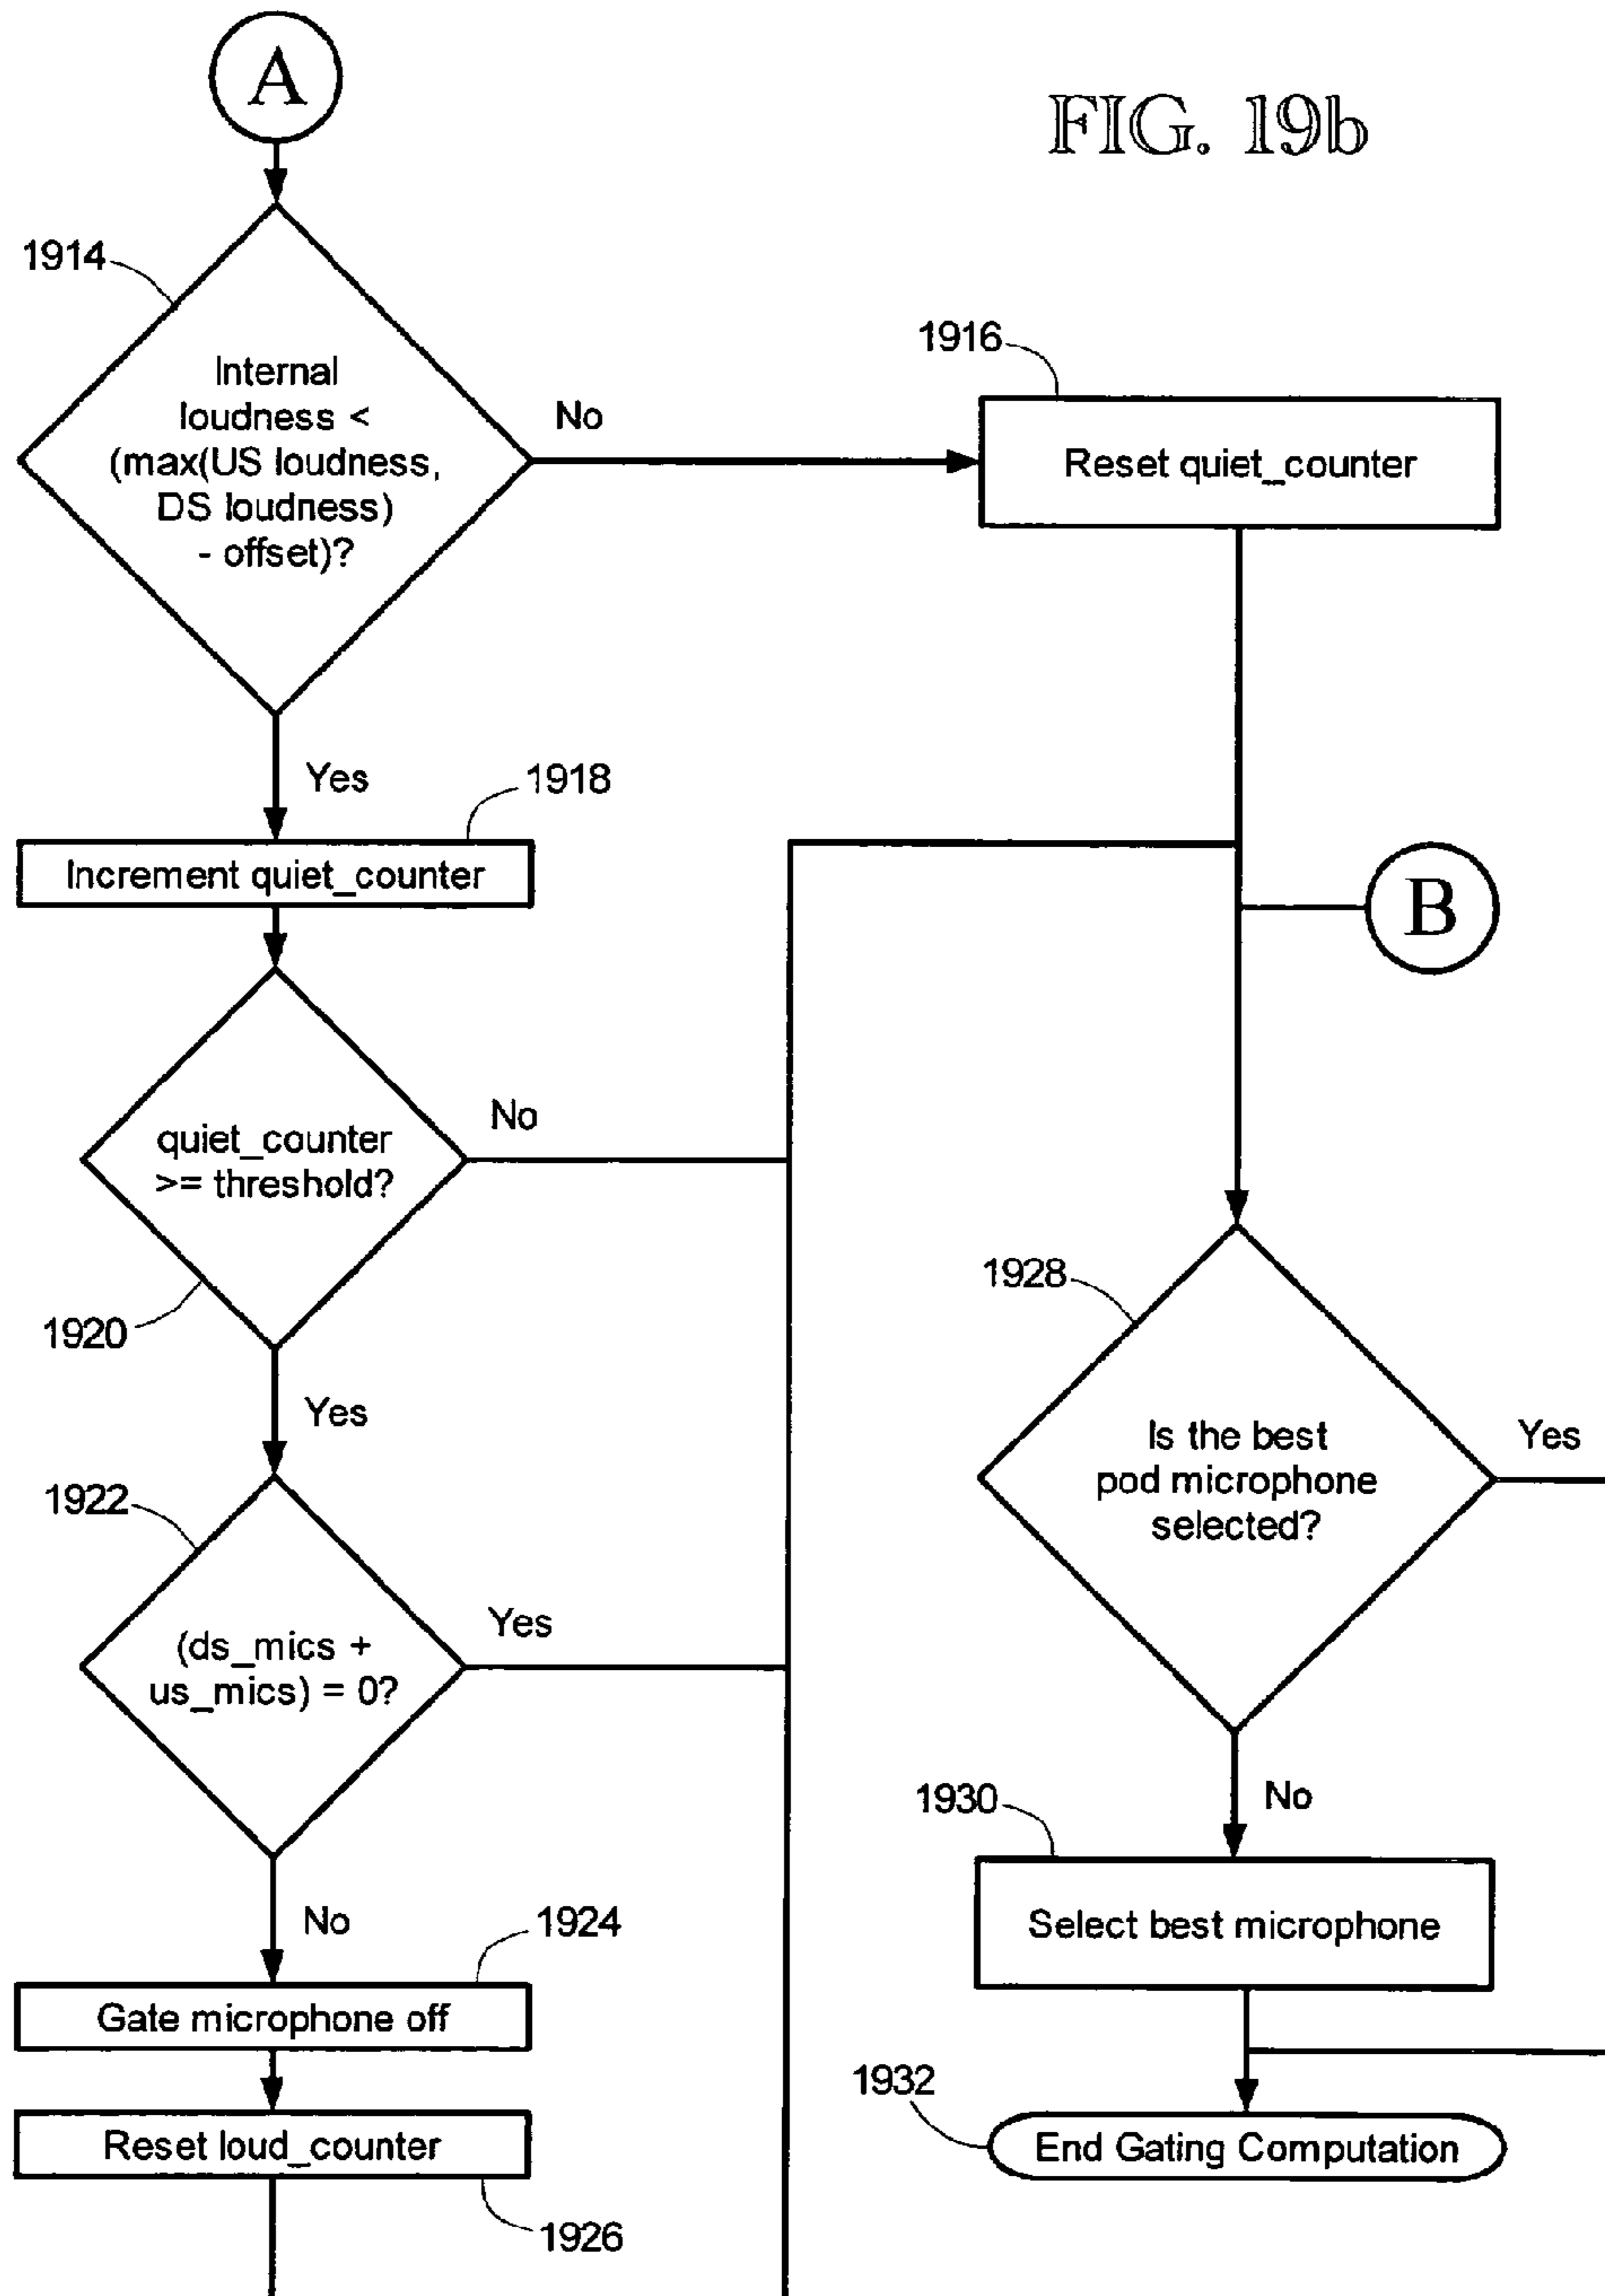 A
FIG. 19b
1914
Internal
loudness <
(max(US loudness,
DS loudness)
- offset)?
No
1916
Reset quiet_counter
Yes
1918
Increment quiet_counter
B
quiet_counter
>= threshold?
No
1920
Yes
1922
(ds_mics +
us_mics) = 0?
Yes
No
1924
Gate microphone off
Reset loud_counter
1926
1928
Is the best
pod microphone
selected?
Yes
No
1930
Select best microphone
1932
End Gating Computation